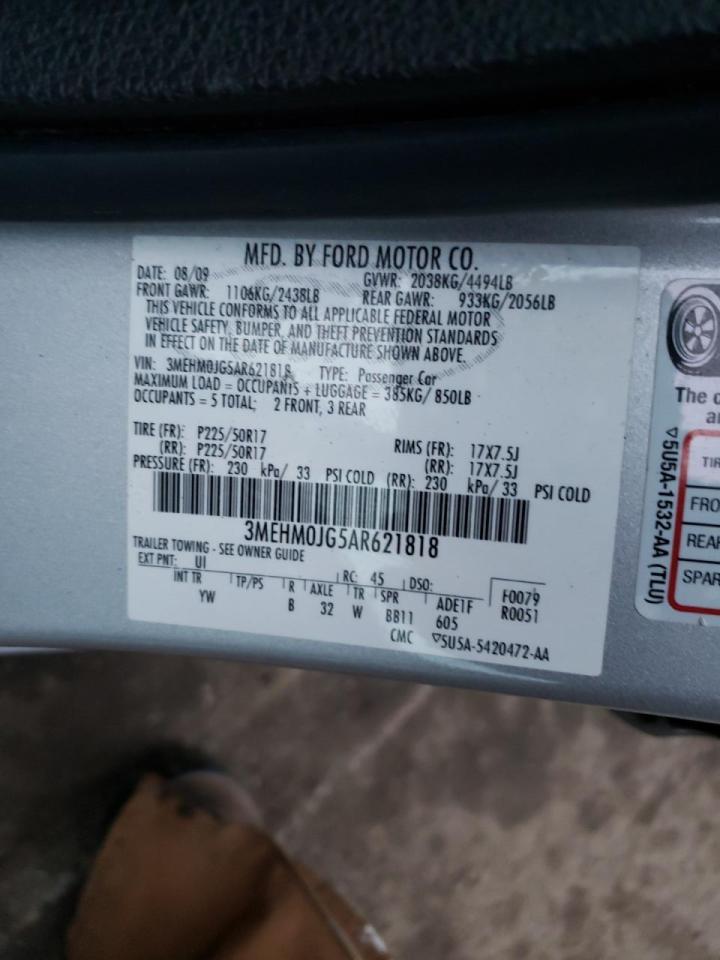 MFD. BY FORD MOTOR CO.
DATE: 08/09 GVWR: 2038KG/4494LB
FRONT GAWR: 1106KG/2438LB REAR GAWR: 933KG/2056LB
THIS VEHICLE CONFORMS TO ALL APPLICABLE FEDERAL MOTOR
VEHICLE SAFETY, BUMPER, AND THEFT PREVENTION STANDARDS
IN EFFECT ON THE DATE OF MANUFACTURE SHOWN ABOVE.
VIN: 3MEHM0JG5AR621818 TYPE: Passenger Car
MAXIMUM LOAD = OCCUPANTS + LUGGAGE = 385KG/ 850LB
OCCUPANTS = 5 TOTAL; 2 FRONT, 3 REAR
TIRE (FR): P225/50R17 RIMS (FR): 17X7.5J
(RR): P225/50R17 (RR): 17X7.5J
PRESSURE (FR): 230 kPa/ 33 PSI COLD (RR): 230 kPa/ 33 PSI COLD
3MEHM0JG5AR621818
TRAILER TOWING - SEE OWNER GUIDE
EXT PNT: UI RC: 45 DSO: F0079
INT TR TP/PS R AXLE TR SPR ADE1F R0051
YW B 32 W BB11 605
CMC ▽5U5A-5420472-AA
The c
a
TIR
FRO
REA
SPAR
▽5U5A-1532-AA (TLU)